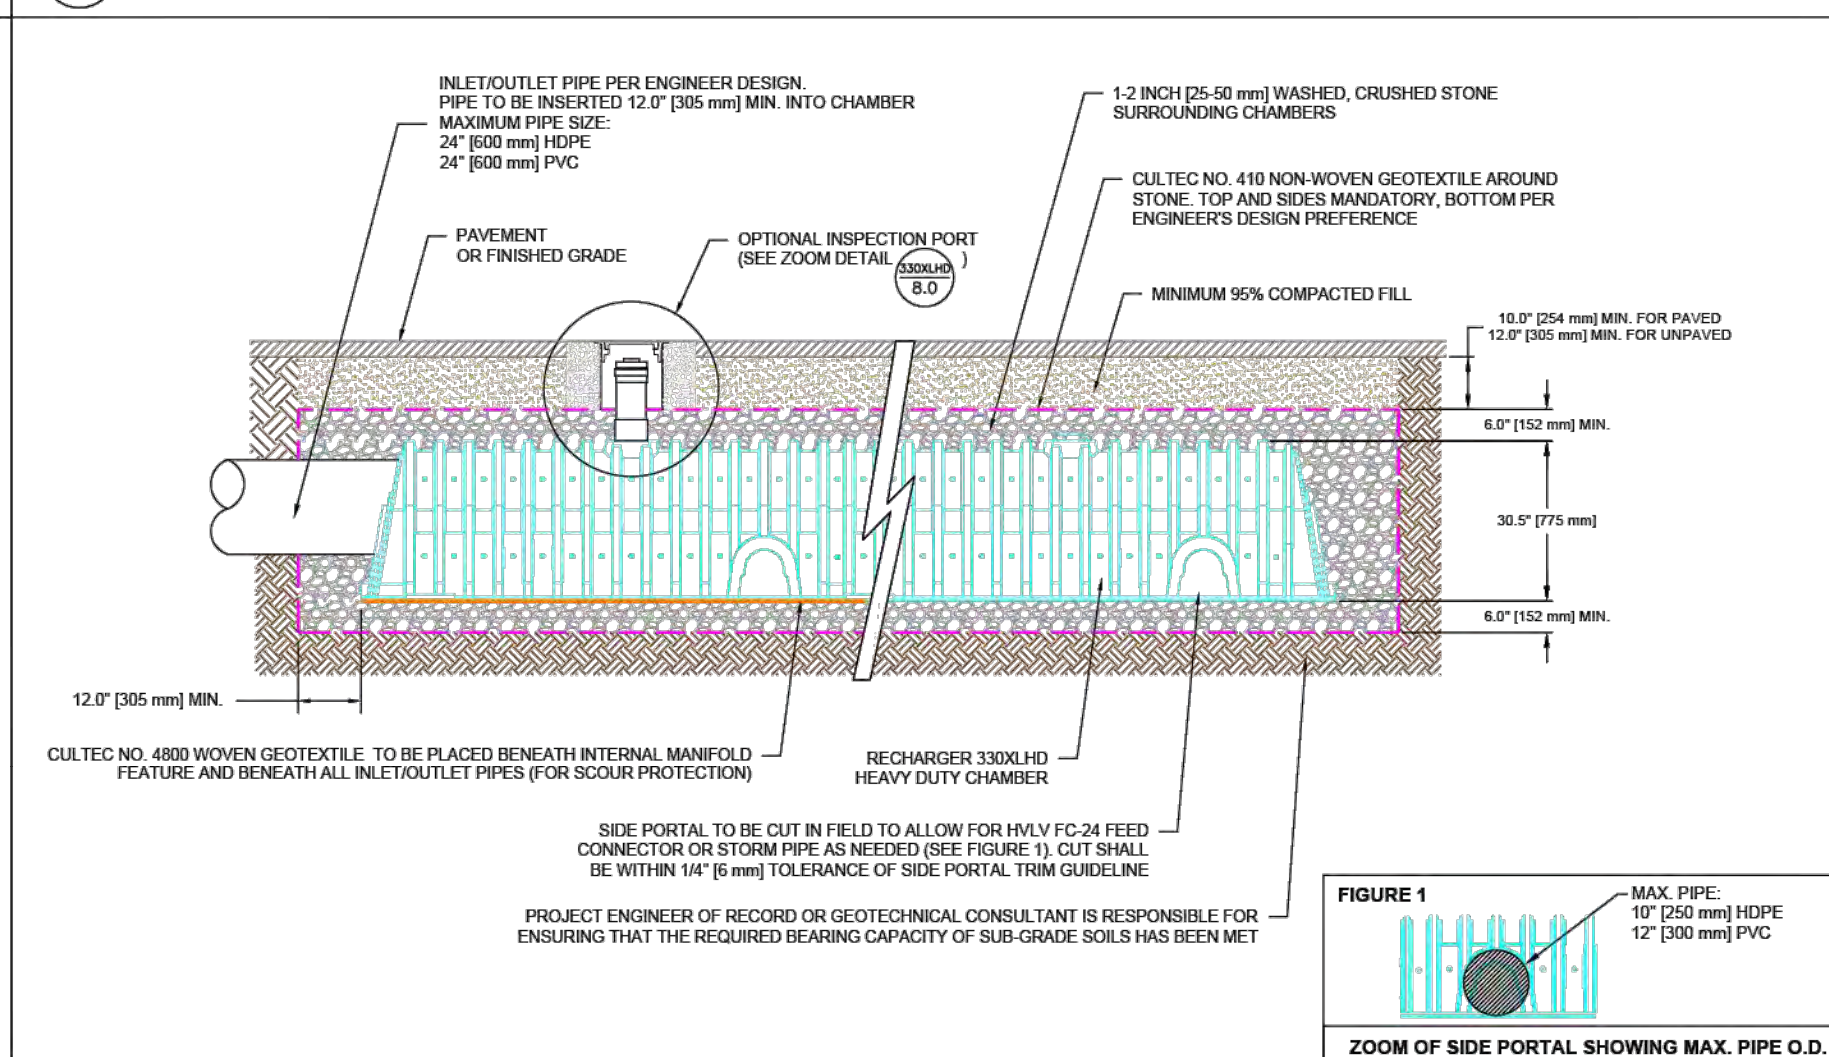 INLET/OUTLET PIPE PER ENGINEER DESIGN.
PIPE TO BE INSERTED 12.0" [305 mm] MIN. INTO CHAMBER
MAXIMUM PIPE SIZE:
24" [600 mm] HDPE
24" [600 mm] PVC
1-2 INCH [25-50 mm] WASHED, CRUSHED STONE
SURROUNDING CHAMBERS
CULTEC NO. 410 NON-WOVEN GEOTEXTILE AROUND
STONE. TOP AND SIDES MANDATORY, BOTTOM PER
ENGINEER'S DESIGN PREFERENCE
PAVEMENT
OR FINISHED GRADE
OPTIONAL INSPECTION PORT
(SEE ZOOM DETAIL 330XLHD )
8.0
MINIMUM 95% COMPACTED FILL
10.0" [254 mm] MIN. FOR PAVED
12.0" [305 mm] MIN. FOR UNPAVED
6.0" [152 mm] MIN.
30.5" [775 mm]
6.0" [152 mm] MIN.
12.0" [305 mm] MIN.
CULTEC NO. 4800 WOVEN GEOTEXTILE TO BE PLACED BENEATH INTERNAL MANIFOLD
FEATURE AND BENEATH ALL INLET/OUTLET PIPES (FOR SCOUR PROTECTION)
RECHARGER 330XLHD
HEAVY DUTY CHAMBER
SIDE PORTAL TO BE CUT IN FIELD TO ALLOW FOR HVLV FC-24 FEED
CONNECTOR OR STORM PIPE AS NEEDED (SEE FIGURE 1). CUT SHALL
BE WITHIN 1/4" [6 mm] TOLERANCE OF SIDE PORTAL TRIM GUIDELINE
PROJECT ENGINEER OF RECORD OR GEOTECHNICAL CONSULTANT IS RESPONSIBLE FOR
ENSURING THAT THE REQUIRED BEARING CAPACITY OF SUB-GRADE SOILS HAS BEEN MET
FIGURE 1
MAX. PIPE:
10" [250 mm] HDPE
12" [300 mm] PVC
ZOOM OF SIDE PORTAL SHOWING MAX. PIPE O.D.